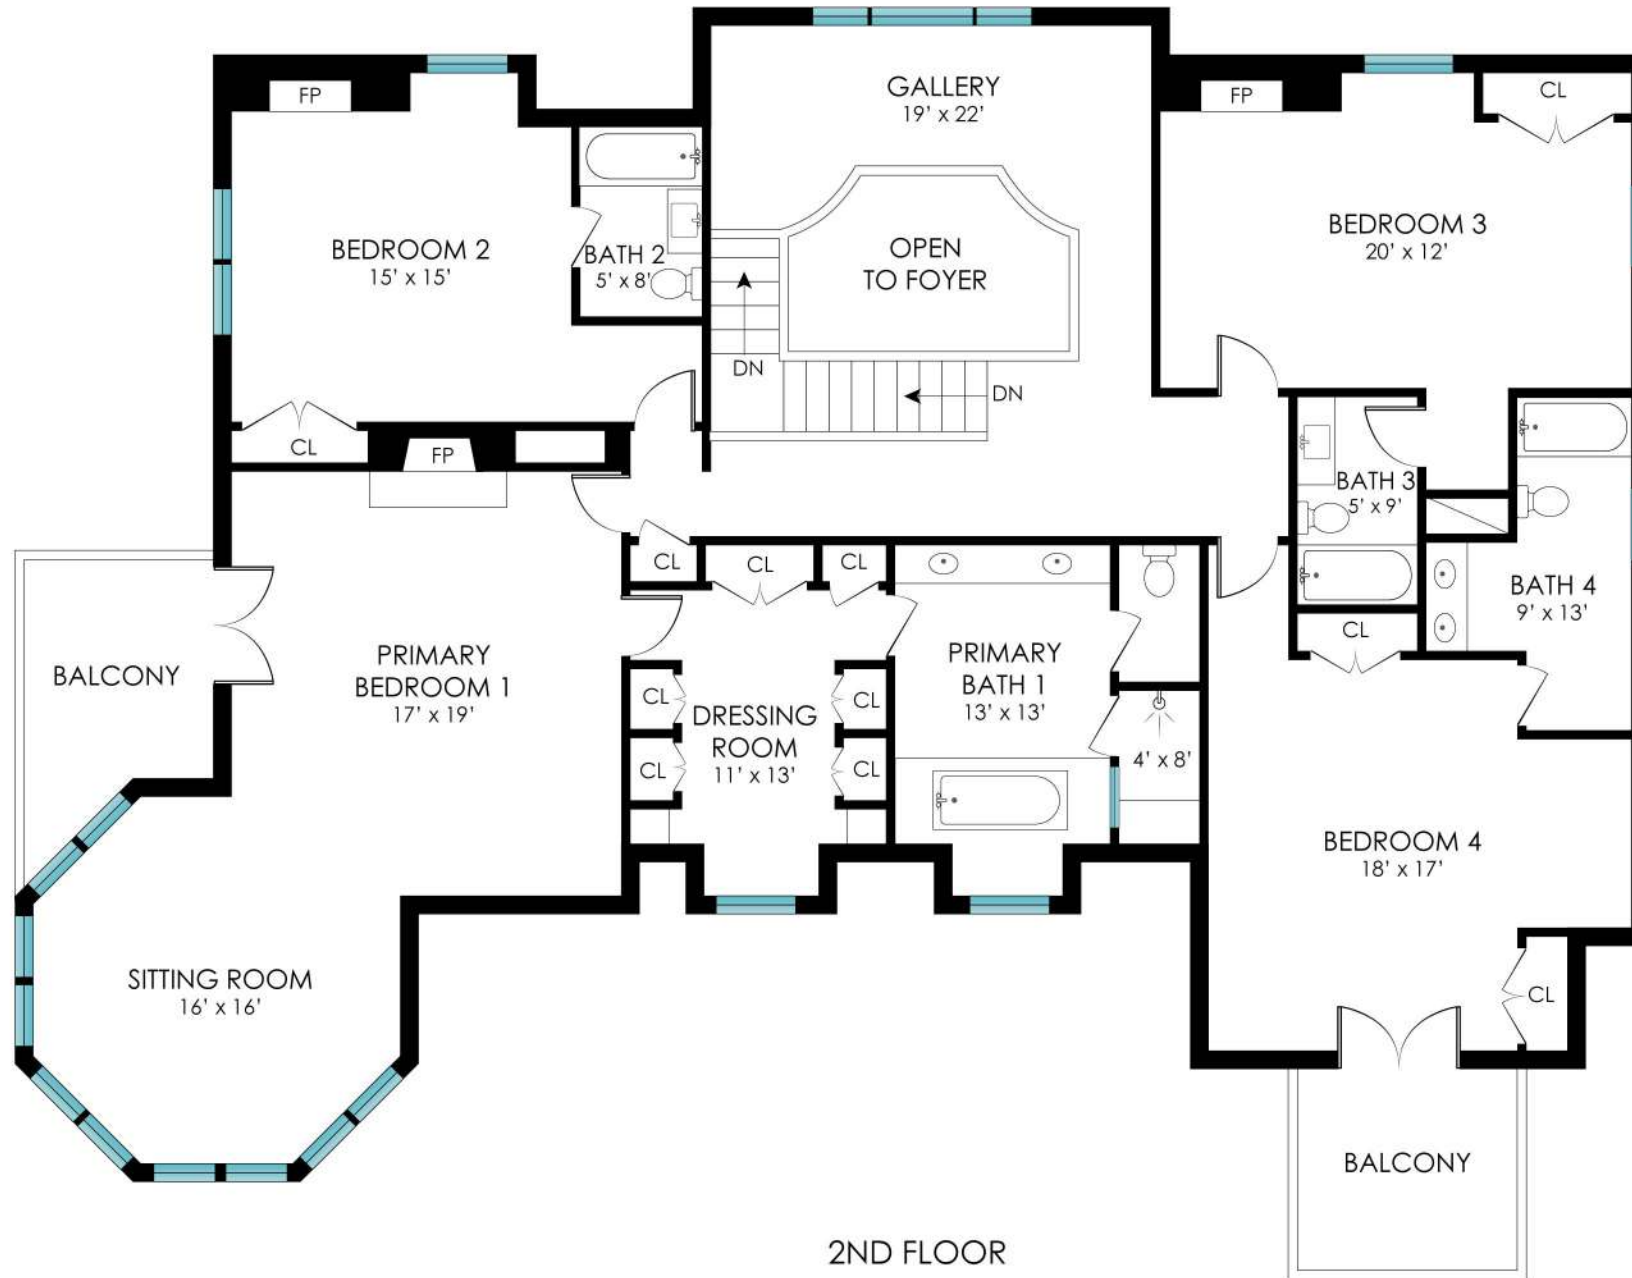 GALLERY
19' x 22'
FP
FP
CL
BEDROOM 2
15' x 15'
BATH 2
5' x 8'
OPEN
TO FOYER
BEDROOM 3
20' x 12'
DN
DN
CL
FP
BATH 3
5' x 9'
CL
CL
CL
BATH 4
9' x 13'
CL
BALCONY
PRIMARY
BEDROOM 1
17' x 19'
CL
CL
DRESSING
ROOM
11' x 13'
CL
CL
PRIMARY
BATH 1
13' x 13'
4' x 8'
BEDROOM 4
18' x 17'
SITTING ROOM
16' x 16'
CL
BALCONY
2ND FLOOR